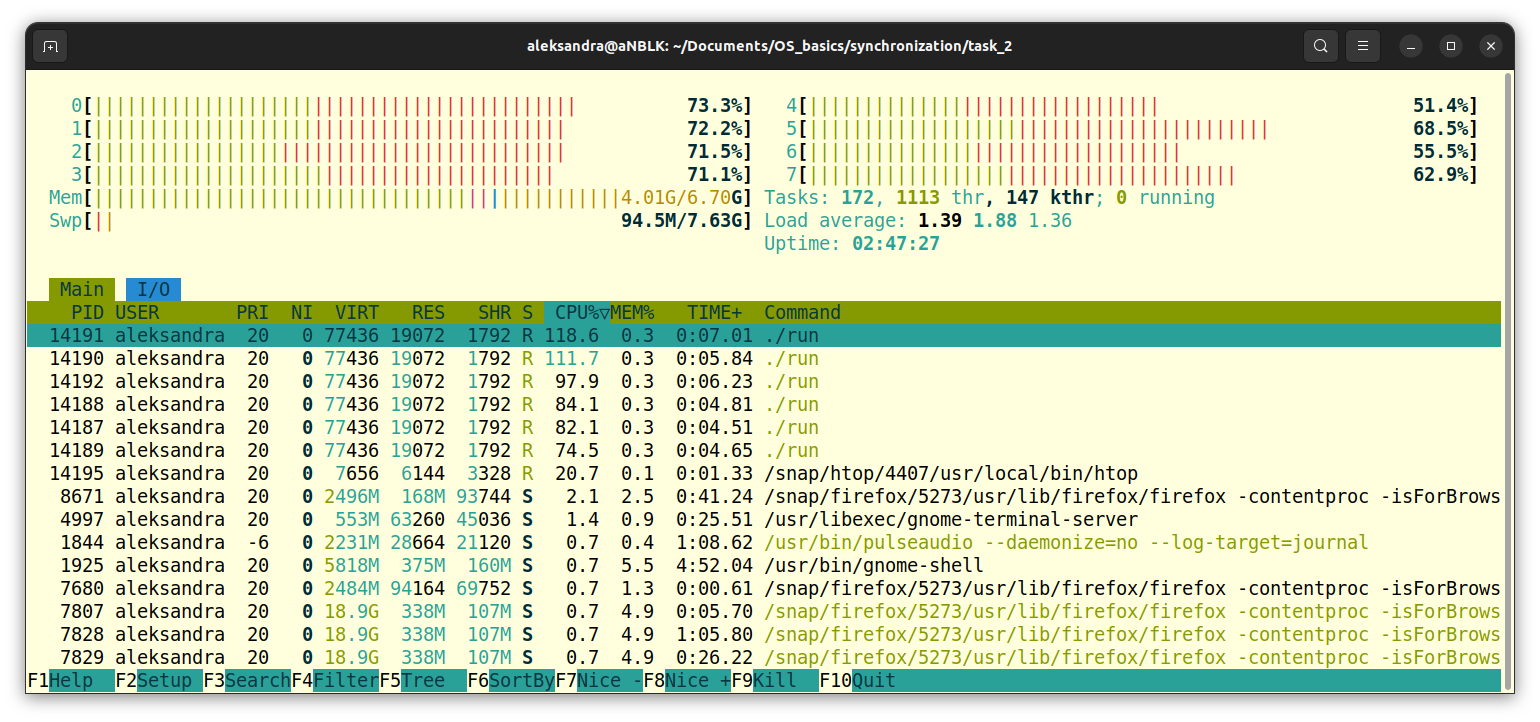 aleksandra@aNBLK: ~/Documents/OS_basics/synchronization/task_2
0[|||||||||||||||||||||||||||||||||||||||||||| 73.3%] 4[|||||||||||||||||||||||||||||||| 51.4%]
1[||||||||||||||||||||||||||||||||||||||||||| 72.2%] 5[|||||||||||||||||||||||||||||||||||||||||| 68.5%]
2[||||||||||||||||||||||||||||||||||||||||||| 71.5%] 6[|||||||||||||||||||||||||||||||||| 55.5%]
3[|||||||||||||||||||||||||||||||||||||||||| 71.1%] 7[||||||||||||||||||||||||||||||||||||||| 62.9%]
Mem[||||||||||||||||||||||||||||||||||||||||||||||||4.01G/6.70G] Tasks: 172, 1113 thr, 147 kthr; 0 running
Swp[|| 94.5M/7.63G] Load average: 1.39 1.88 1.36
Uptime: 02:47:27
Main I/O
PID USER PRI NI VIRT RES SHR S CPU%▽MEM% TIME+ Command
14191 aleksandra 20 0 77436 19072 1792 R 118.6 0.3 0:07.01 ./run
14190 aleksandra 20 0 77436 19072 1792 R 111.7 0.3 0:05.84 ./run
14192 aleksandra 20 0 77436 19072 1792 R 97.9 0.3 0:06.23 ./run
14188 aleksandra 20 0 77436 19072 1792 R 84.1 0.3 0:04.81 ./run
14187 aleksandra 20 0 77436 19072 1792 R 82.1 0.3 0:04.51 ./run
14189 aleksandra 20 0 77436 19072 1792 R 74.5 0.3 0:04.65 ./run
14195 aleksandra 20 0 7656 6144 3328 R 20.7 0.1 0:01.33 /snap/htop/4407/usr/local/bin/htop
8671 aleksandra 20 0 2496M 168M 93744 S 2.1 2.5 0:41.24 /snap/firefox/5273/usr/lib/firefox/firefox -contentproc -isForBrows
4997 aleksandra 20 0 553M 63260 45036 S 1.4 0.9 0:25.51 /usr/libexec/gnome-terminal-server
1844 aleksandra -6 0 2231M 28664 21120 S 0.7 0.4 1:08.62 /usr/bin/pulseaudio --daemonize=no --log-target=journal
1925 aleksandra 20 0 5818M 375M 160M S 0.7 5.5 4:52.04 /usr/bin/gnome-shell
7680 aleksandra 20 0 2484M 94164 69752 S 0.7 1.3 0:00.61 /snap/firefox/5273/usr/lib/firefox/firefox -contentproc -isForBrows
7807 aleksandra 20 0 18.9G 338M 107M S 0.7 4.9 0:05.70 /snap/firefox/5273/usr/lib/firefox/firefox -contentproc -isForBrows
7828 aleksandra 20 0 18.9G 338M 107M S 0.7 4.9 1:05.80 /snap/firefox/5273/usr/lib/firefox/firefox -contentproc -isForBrows
7829 aleksandra 20 0 18.9G 338M 107M S 0.7 4.9 0:26.22 /snap/firefox/5273/usr/lib/firefox/firefox -contentproc -isForBrows
F1Help F2Setup F3SearchF4FilterF5Tree F6SortByF7Nice -F8Nice +F9Kill F10Quit